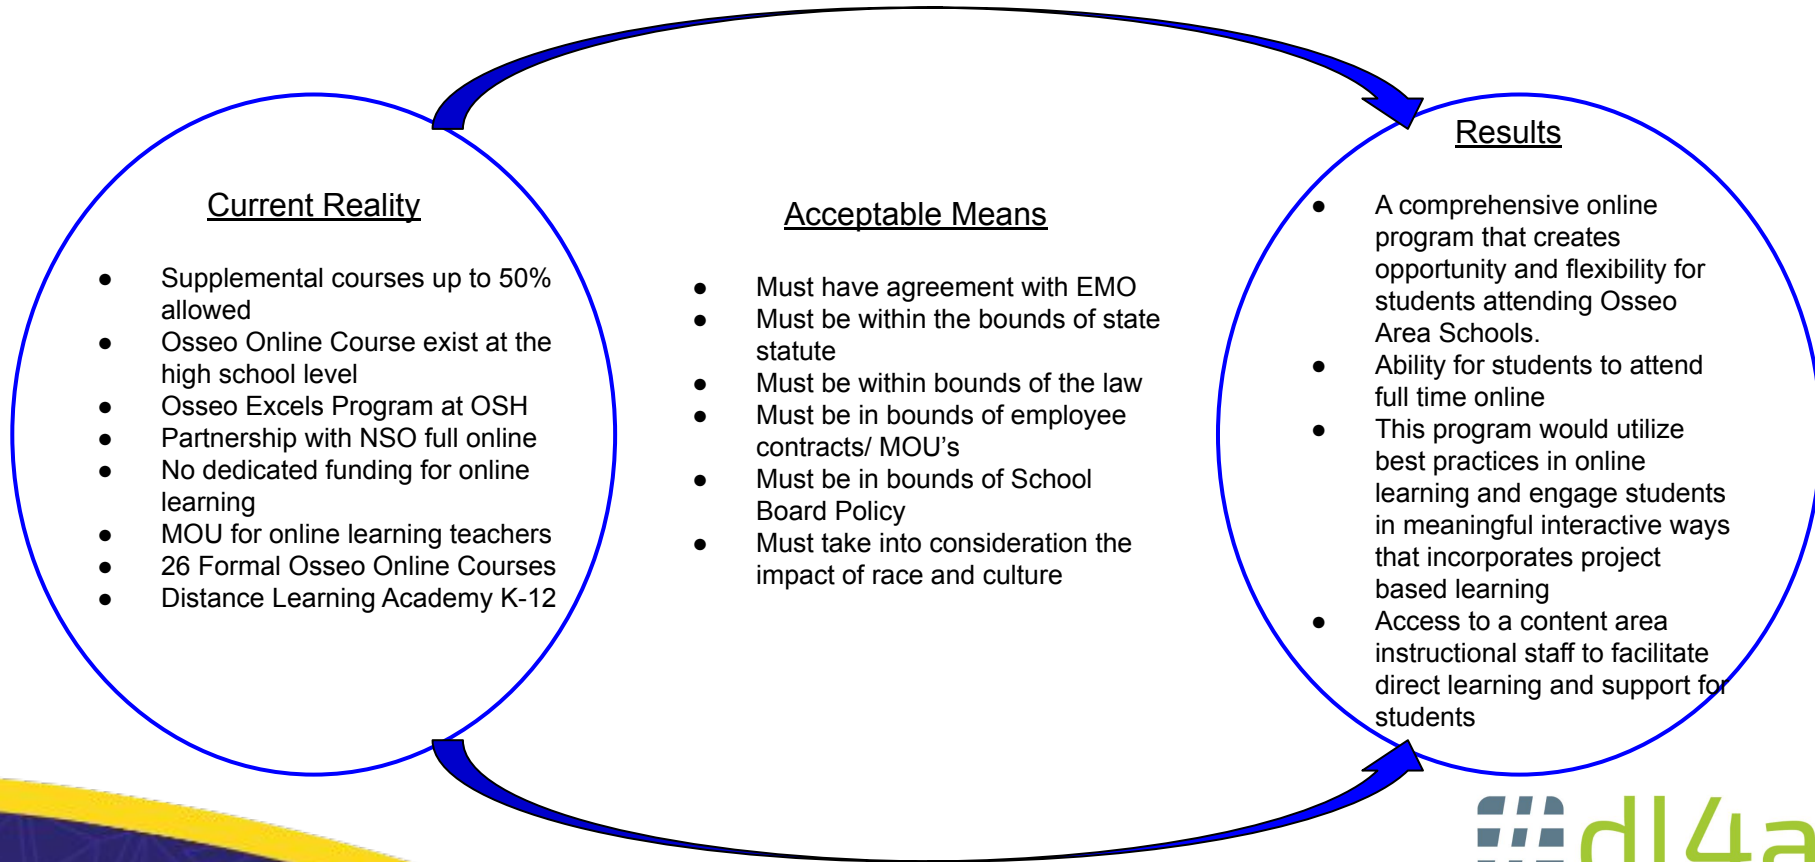 Current Reality
● Supplemental courses up to 50%
allowed
● Osseo Online Course exist at the
high school level
● Osseo Excels Program at OSH
● Partnership with NSO full online
● No dedicated funding for online
learning
● MOU for online learning teachers
● 26 Formal Osseo Online Courses
● Distance Learning Academy K-12
Acceptable Means
● Must have agreement with EMO
● Must be within the bounds of state
statute
● Must be within bounds of the law
● Must be in bounds of employee
contracts/ MOU's
● Must be in bounds of School
Board Policy
● Must take into consideration the
impact of race and culture
Results
● A comprehensive online
program that creates
opportunity and flexibility for
students attending Osseo
Area Schools.
● Ability for students to attend
full time online
● This program would utilize
best practices in online
learning and engage students
in meaningful interactive ways
that incorporates project
based learning
● Access to a content area
instructional staff to facilitate
direct learning and support for
students
#dl4a